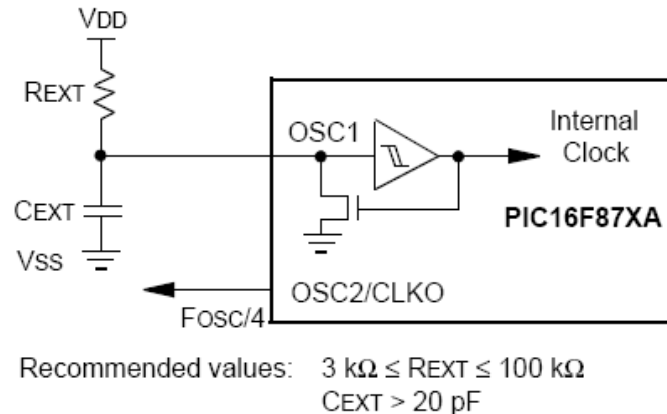 VDD
REXT
OSC1
Internal
Clock
CEXT
PIC16F87XA
VSS
OSC2/CLKO
FOSC/4
Recommended values: 3 kΩ ≤ REXT ≤ 100 kΩ
CEXT > 20 pF